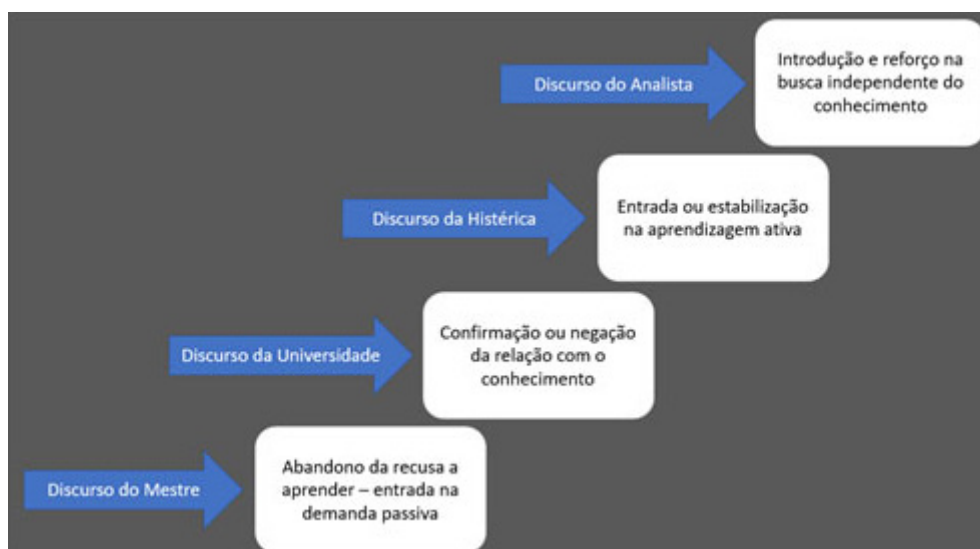 Discurso do Analista
Introdução e reforço na
busca independente do
conhecimento
Discurso da Histérica
Entrada ou estabilização
na aprendizagem ativa
Discurso da Universidade
Confirmação ou negação
da relação com o
conhecimento
Discurso do Mestre
Abandono da recusa a
aprender – entrada na
demanda passiva